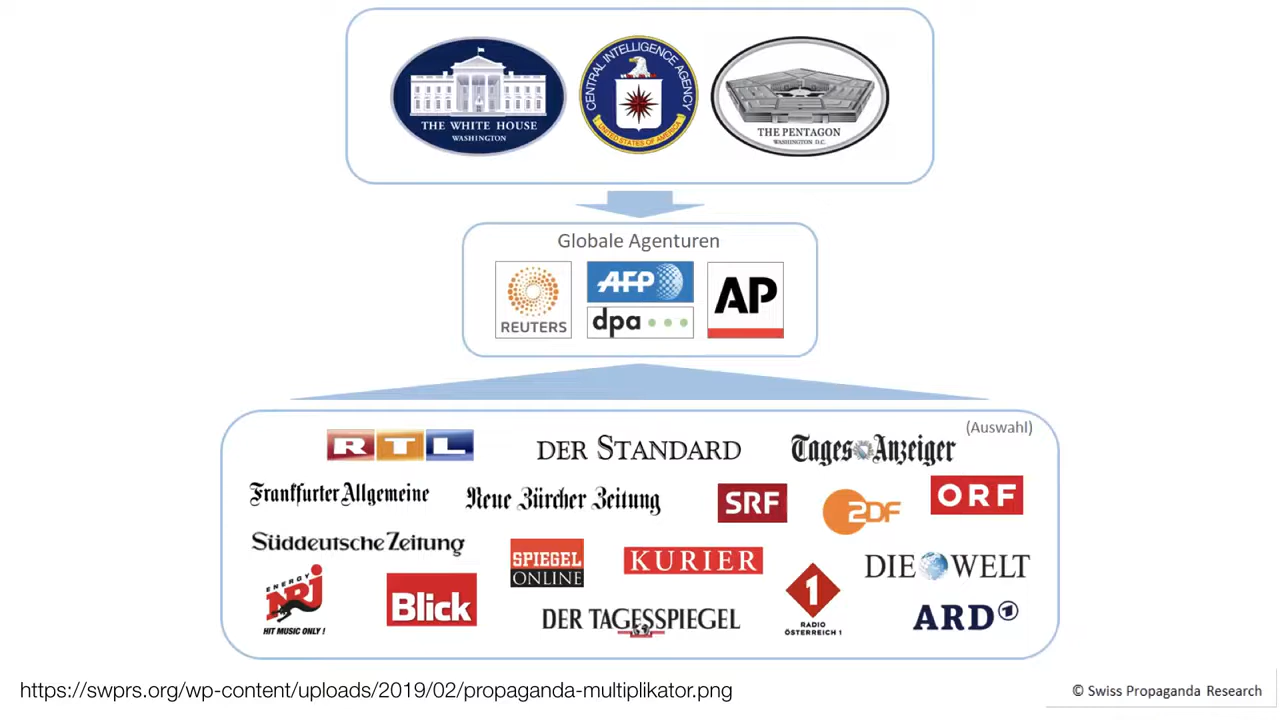 THE WHITE HOUSE
WASHINGTON
CENTRAL INTELLIGENCE AGENCY
UNITED STATES OF AMERICA
THE PENTAGON
WASHINGTON D.C.
Globale Agenturen
REUTERS
AFP
dpa
AP
(Auswahl)
RTL
DER STANDARD
Tages Anzeiger
Frankfurter Allgemeine
Neue Zürcher Zeitung
SRF
ZDF
ORF
Süddeutsche Zeitung
SPIEGEL
ONLINE
KURIER
DIE WELT
ENERGY
NRJ
HIT MUSIC ONLY !
Blick
DER TAGESSPIEGEL
1
RADIO
ÖSTERREICH 1
ARD 1
https://swprs.org/wp-content/uploads/2019/02/propaganda-multiplikator.png
© Swiss Propaganda Research